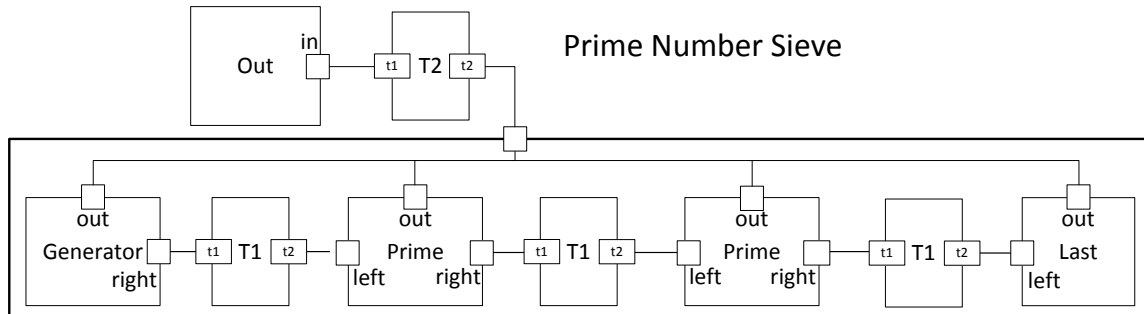 Prime Number Sieve
in
Out
t1 T2 t2
out out out out
Generator t1 T1 t2 Prime t1 T1 t2 Prime t1 T1 t2 Last
right left right left right left